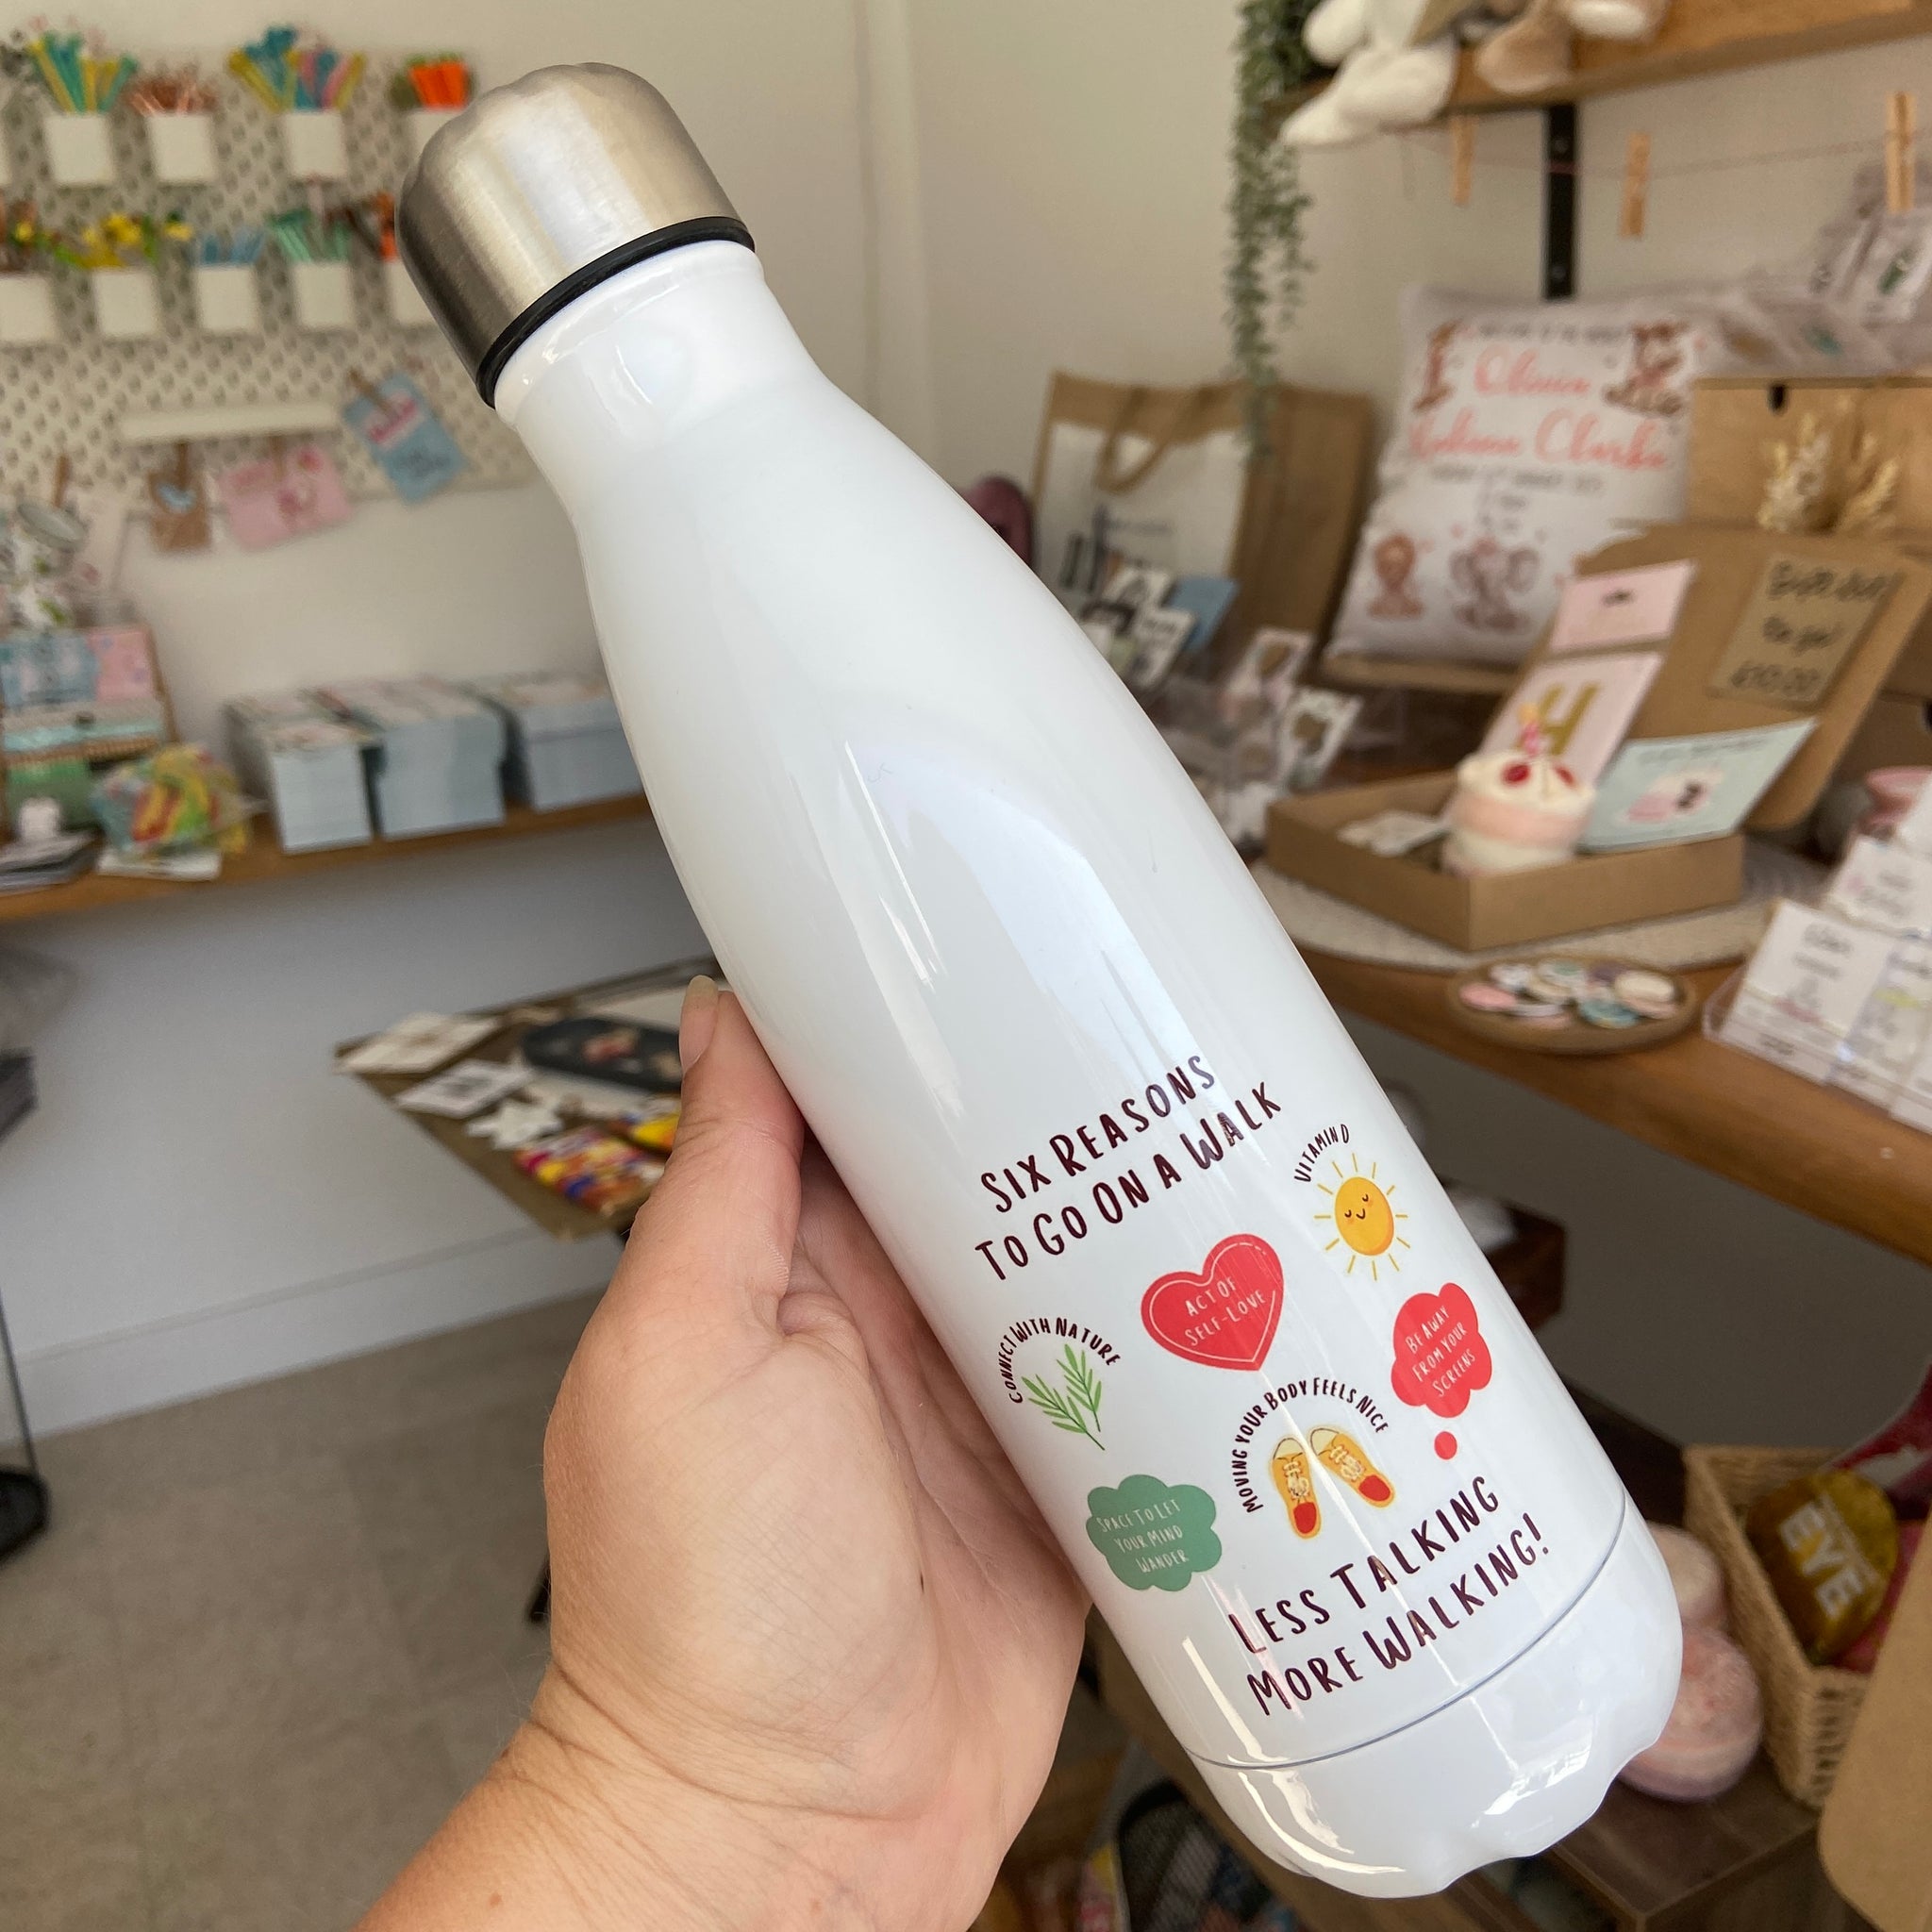 SIX REASONS
TO GO ON A WALK
VITAMIN D
ACT OF
SELF-LOVE
CONNECT WITH NATURE
BE AWAY
FROM YOUR
SCREENS
MOVING YOUR BODY FEELS NICE
SPACE TO LET
YOUR MIND
WANDER
LESS TALKING
MORE WALKING!
EYE